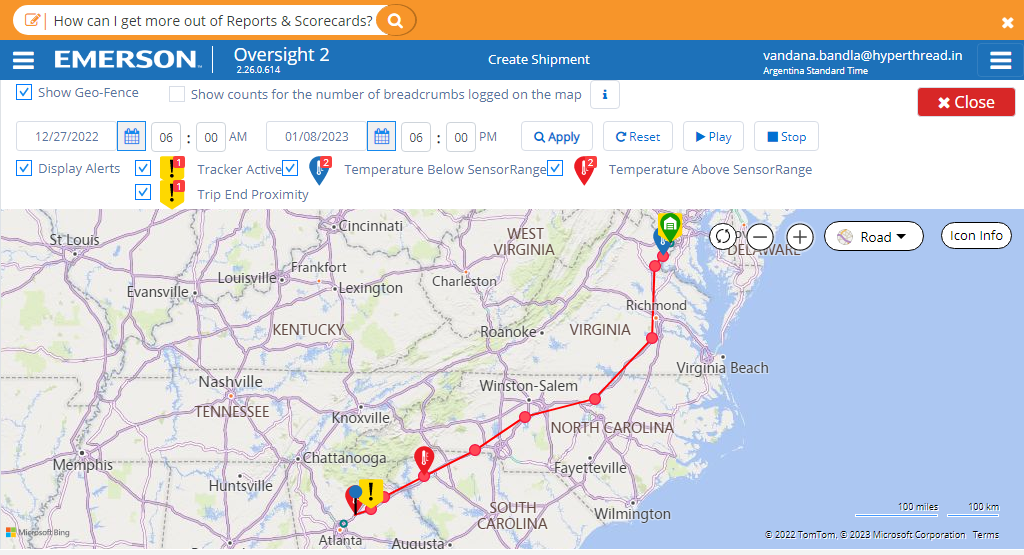 How can I get more out of Reports & Scorecards?
EMERSON
Oversight 2
2.26.0.614
Create Shipment
vandana.bandla@hyperthread.in
Argentina Standard Time
Show Geo-Fence
Show counts for the number of breadcrumbs logged on the map
i
Close
12/27/2022 06 : 00 AM 01/08/2023 06 : 00 PM Apply Reset Play Stop
Display Alerts 1 Tracker Active 2 Temperature Below SensorRange 2 Temperature Above SensorRange
1 Trip End Proximity
Road
Icon Info
St Louis
Cincinnati
WEST
VIRGINIA
DELAWARE
Frankfort
Louisville
Lexington
Charleston
Evansville
Richmond
KENTUCKY
Roanoke
VIRGINIA
Virginia Beach
Nashville
Winston-Salem
TENNESSEE
Knoxville
NORTH CAROLINA
Memphis
Chattanooga
Fayetteville
Huntsville
SOUTH
CAROLINA
Wilmington
Atlanta
Augusta
Microsoft Bing
100 miles
100 km
© 2022 TomTom, © 2023 Microsoft Corporation Terms